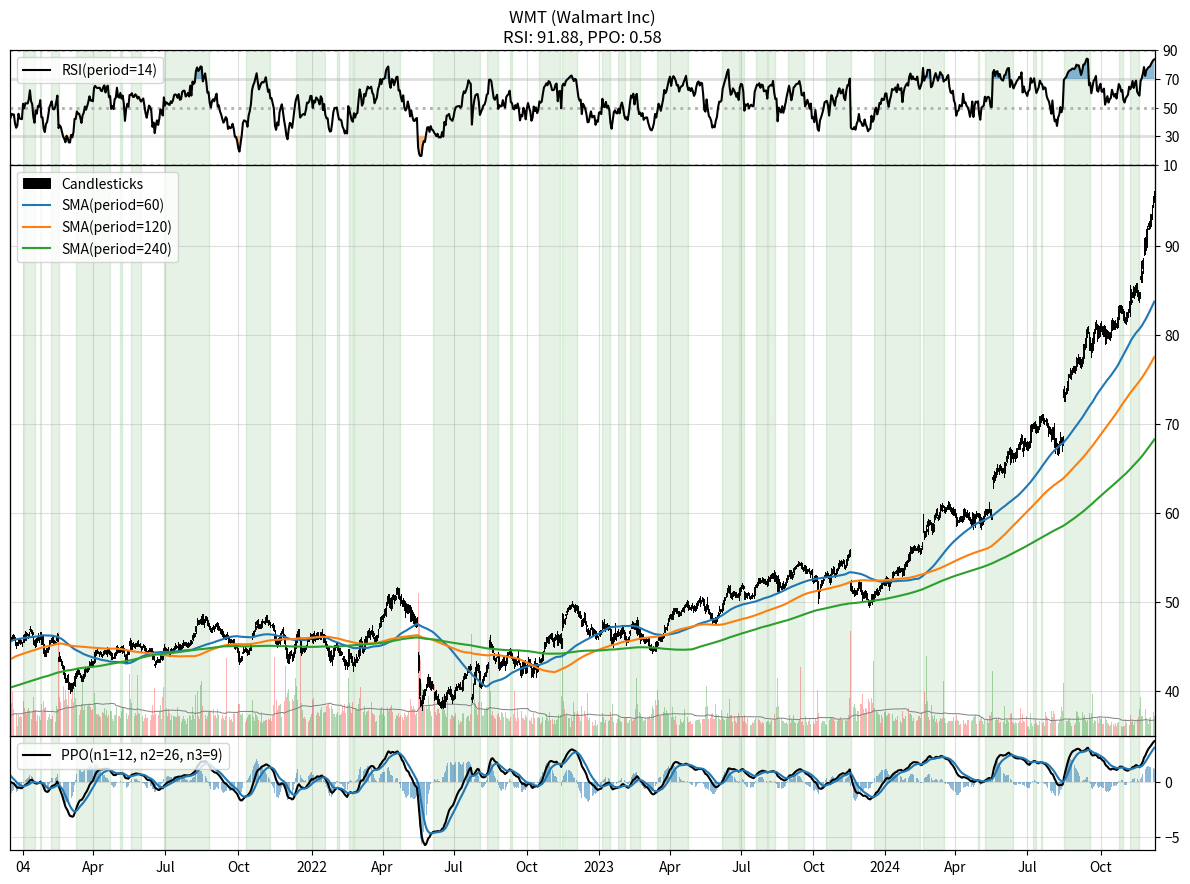 WMT (Walmart Inc)
RSI: 91.88, PPO: 0.58
RSI(period=14)
90
70
50
30
10
Candlesticks
SMA(period=60)
SMA(period=120)
SMA(period=240)
90
80
70
60
50
40
PPO(n1=12, n2=26, n3=9)
0
−5
04 Apr Jul Oct 2022 Apr Jul Oct 2023 Apr Jul Oct 2024 Apr Jul Oct